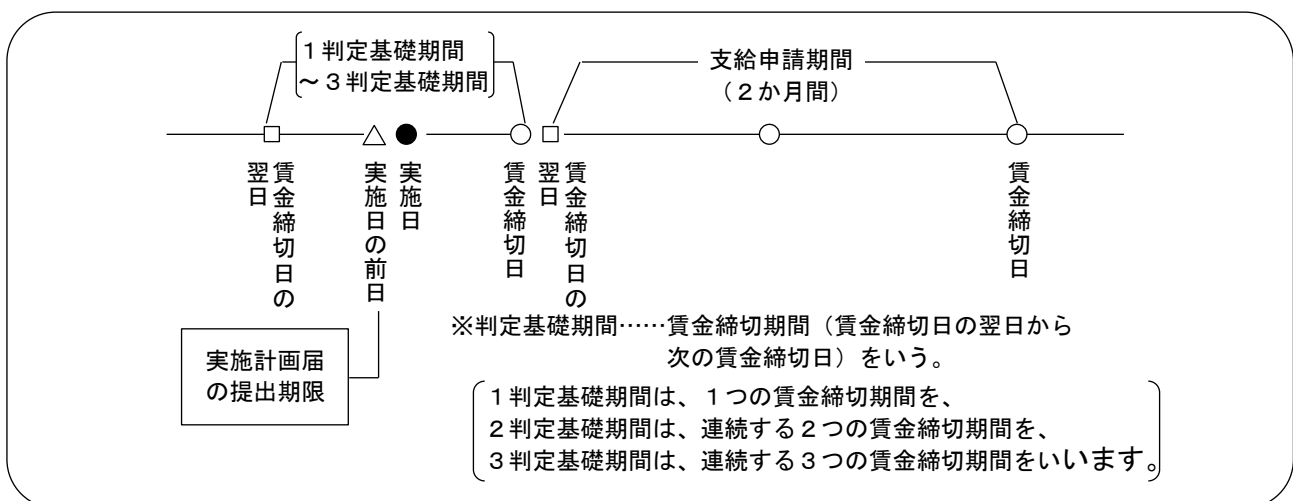 1判定基礎期間
～3判定基礎期間
支給申請期間
（2か月間）
賃金締切日の
翌日
実施日の前日
実施日
賃金締切日
賃金締切日の
翌日
賃金締切日
実施計画届
の提出期限
※判定基礎期間……賃金締切期間（賃金締切日の翌日から
次の賃金締切日）をいう。
1判定基礎期間は、1つの賃金締切期間を、
2判定基礎期間は、連続する2つの賃金締切期間を、
3判定基礎期間は、連続する3つの賃金締切期間をいいます。